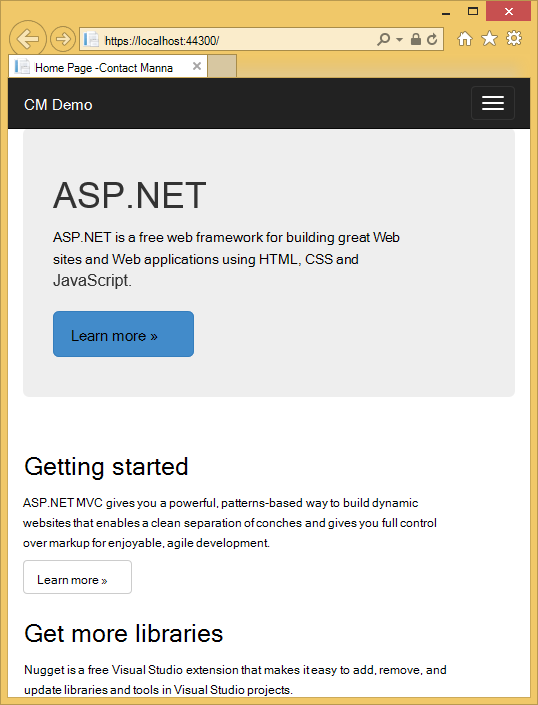 https://localhost:44300/
Home Page -Contact Manna
CM Demo
ASP.NET
ASP.NET is a free web framework for building great Web
sites and Web applications using HTML, CSS and
JavaScript.
Learn more »
Getting started
ASP.NET MVC gives you a powerful, patterns-based way to build dynamic
websites that enables a clean separation of conches and gives you full control
over markup for enjoyable, agile development.
Learn more »
Get more libraries
Nugget is a free Visual Studio extension that makes it easy to add, remove, and
update libraries and tools in Visual Studio projects.